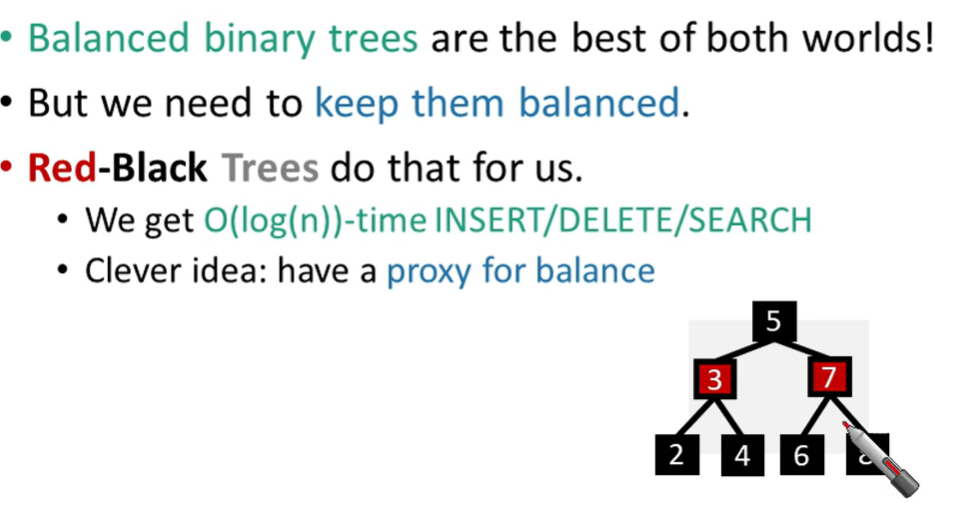 • Balanced binary trees are the best of both worlds!
• But we need to keep them balanced.
• Red-Black Trees do that for us.
• We get O(log(n))-time INSERT/DELETE/SEARCH
• Clever idea: have a proxy for balance
5
3 7
2 4 6